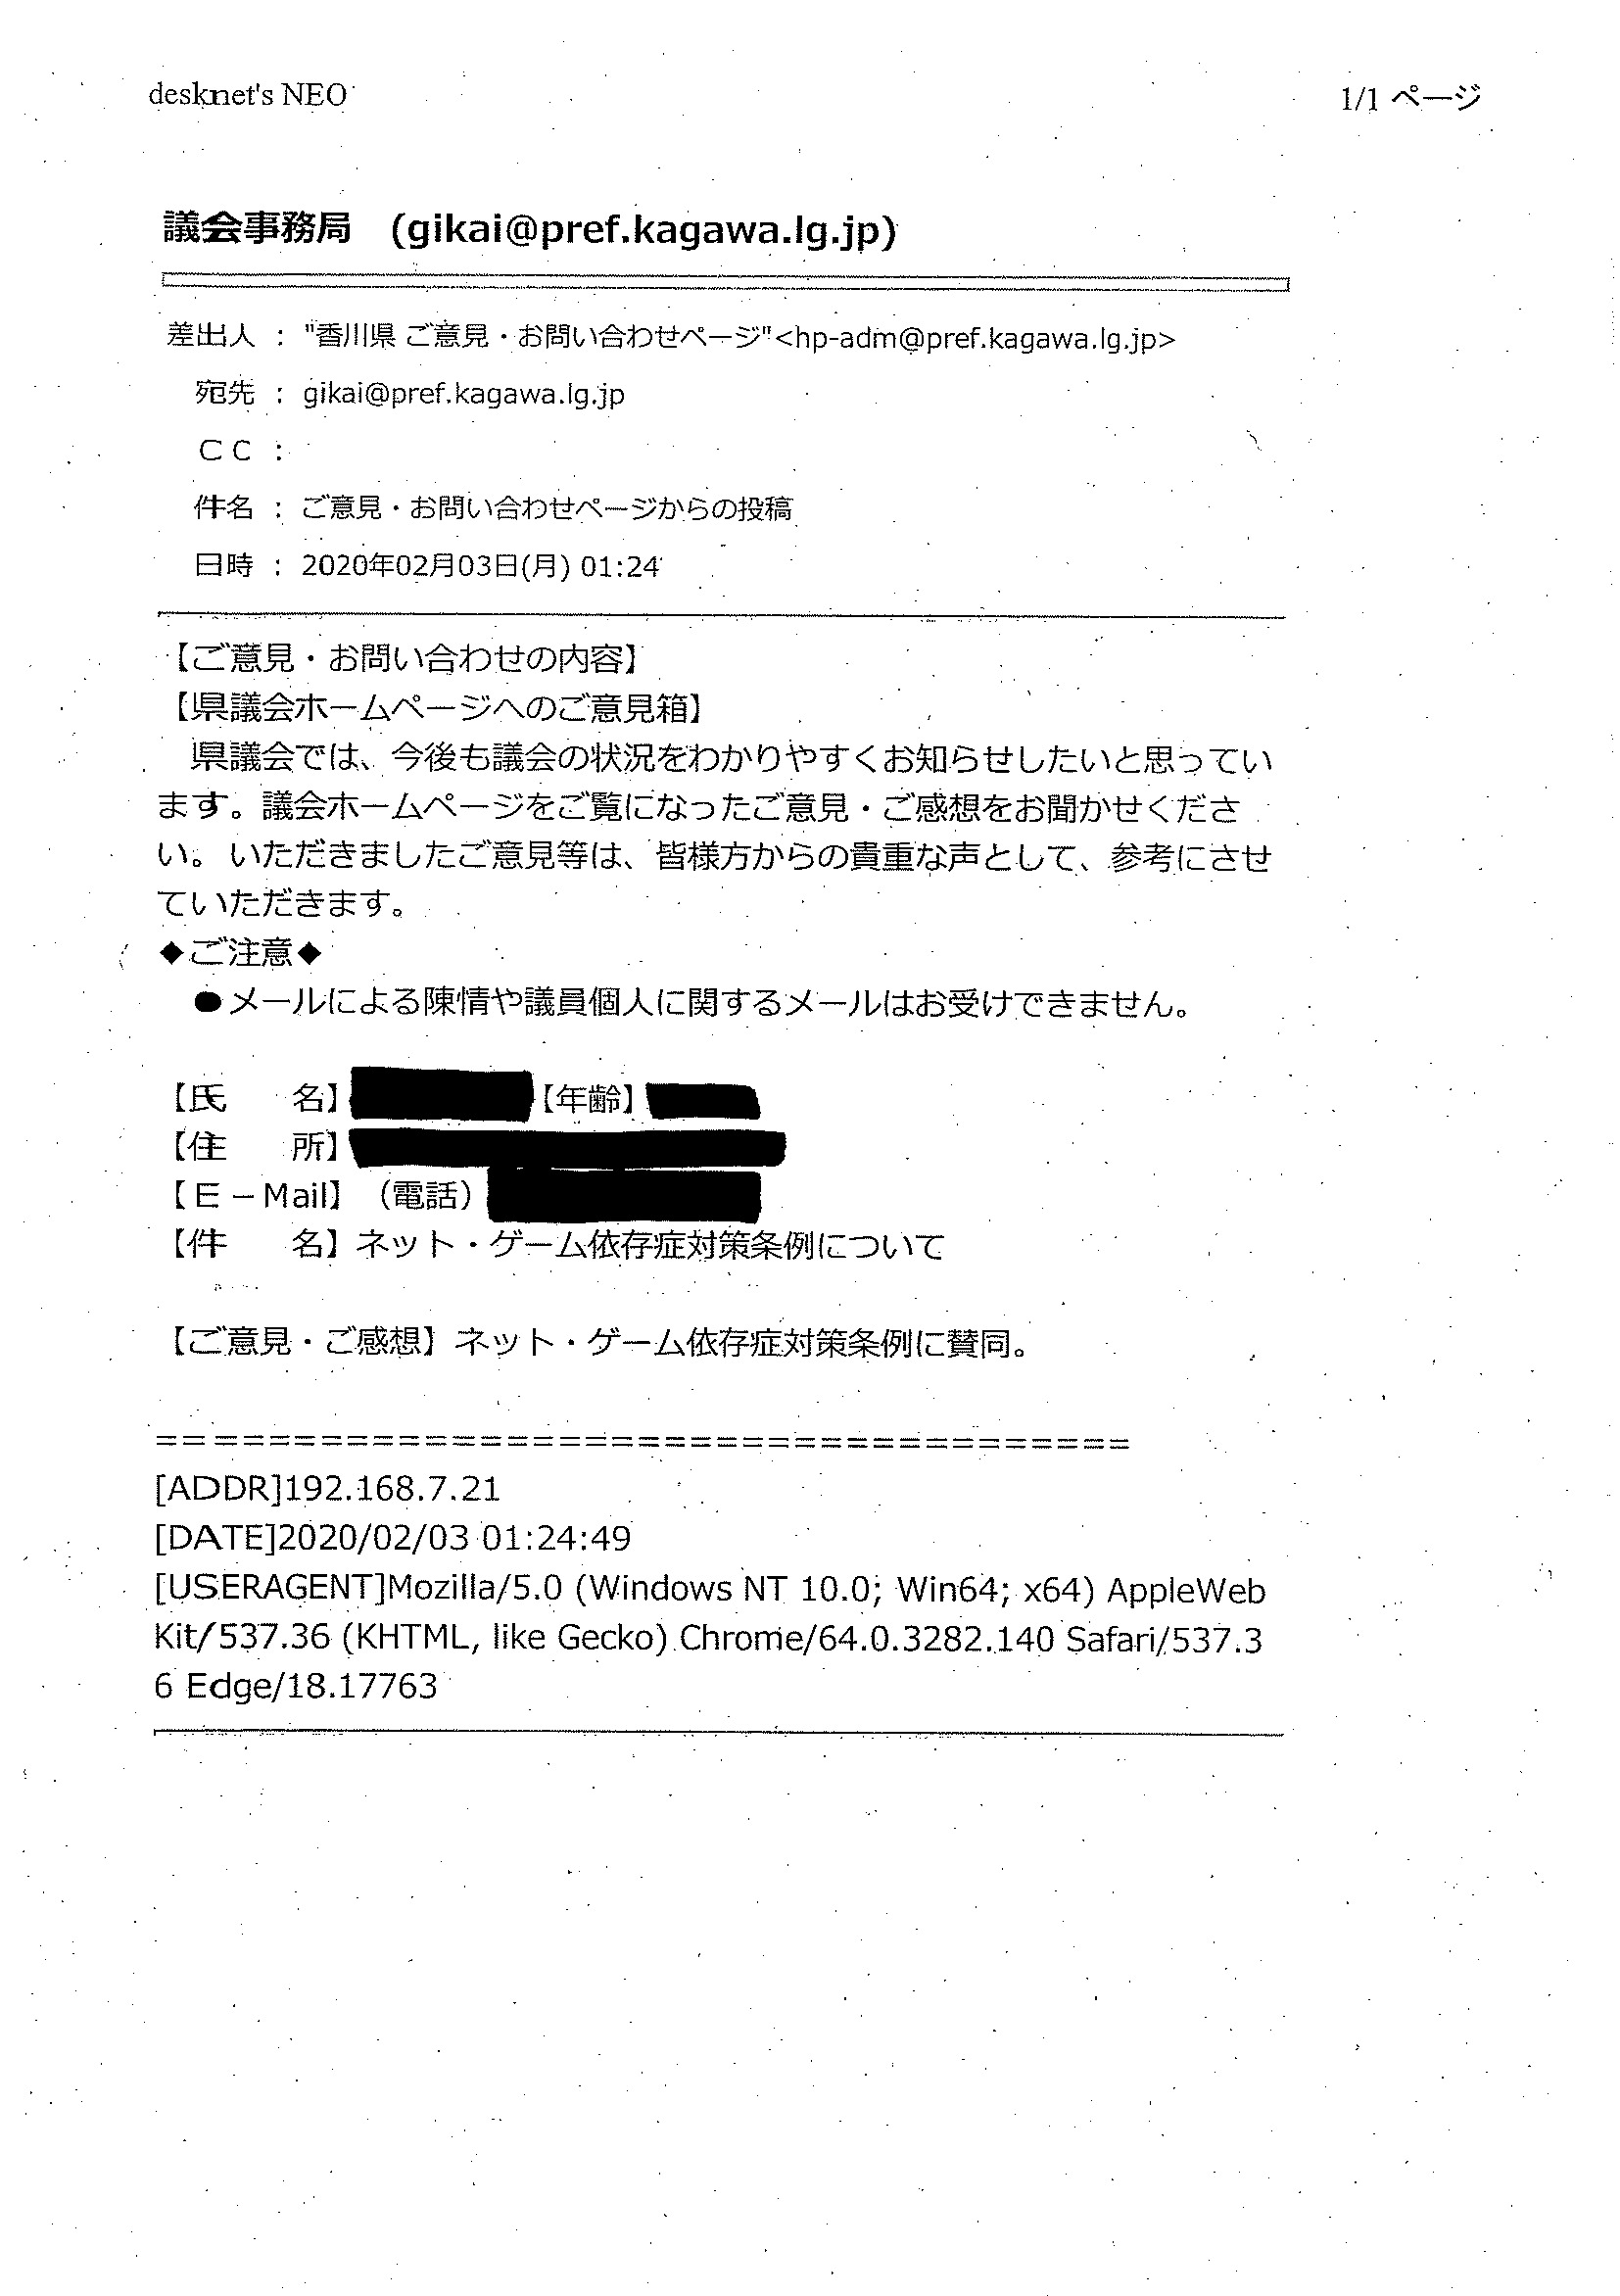 desknet's NEO 1/1 ページ
議会事務局 (gikai@pref.kagawa.lg.jp)
差出人 : "香川県 ご意見・お問い合わせページ"<hp-adm@pref.kagawa.lg.jp>
宛先 : gikai@pref.kagawa.lg.jp
ＣＣ :
件名 : ご意見・お問い合わせページからの投稿
日時 : 2020年02月03日(月) 01:24
【ご意見・お問い合わせの内容】
【県議会ホームページへのご意見箱】
県議会では、今後も議会の状況をわかりやすくお知らせしたいと思ってい
ます。議会ホームページをご覧になったご意見・ご感想をお聞かせくださ
い。いただきましたご意見等は、皆様方からの貴重な声として、参考にさせ
ていただきます。
◆ご注意◆
●メールによる陳情や議員個人に関するメールはお受けできません。
【氏　　名】 【年齢】
【住　　所】
【Ｅ－Mail】（電話）
【件　　名】ネット・ゲーム依存症対策条例について
【ご意見・ご感想】ネット・ゲーム依存症対策条例に賛同。
=====================================
[ADDR]192.168.7.21
[DATE]2020/02/03 01:24:49
[USERAGENT]Mozilla/5.0 (Windows NT 10.0; Win64; x64) AppleWeb
Kit/537.36 (KHTML, like Gecko) Chrome/64.0.3282.140 Safari/537.3
6 Edge/18.17763